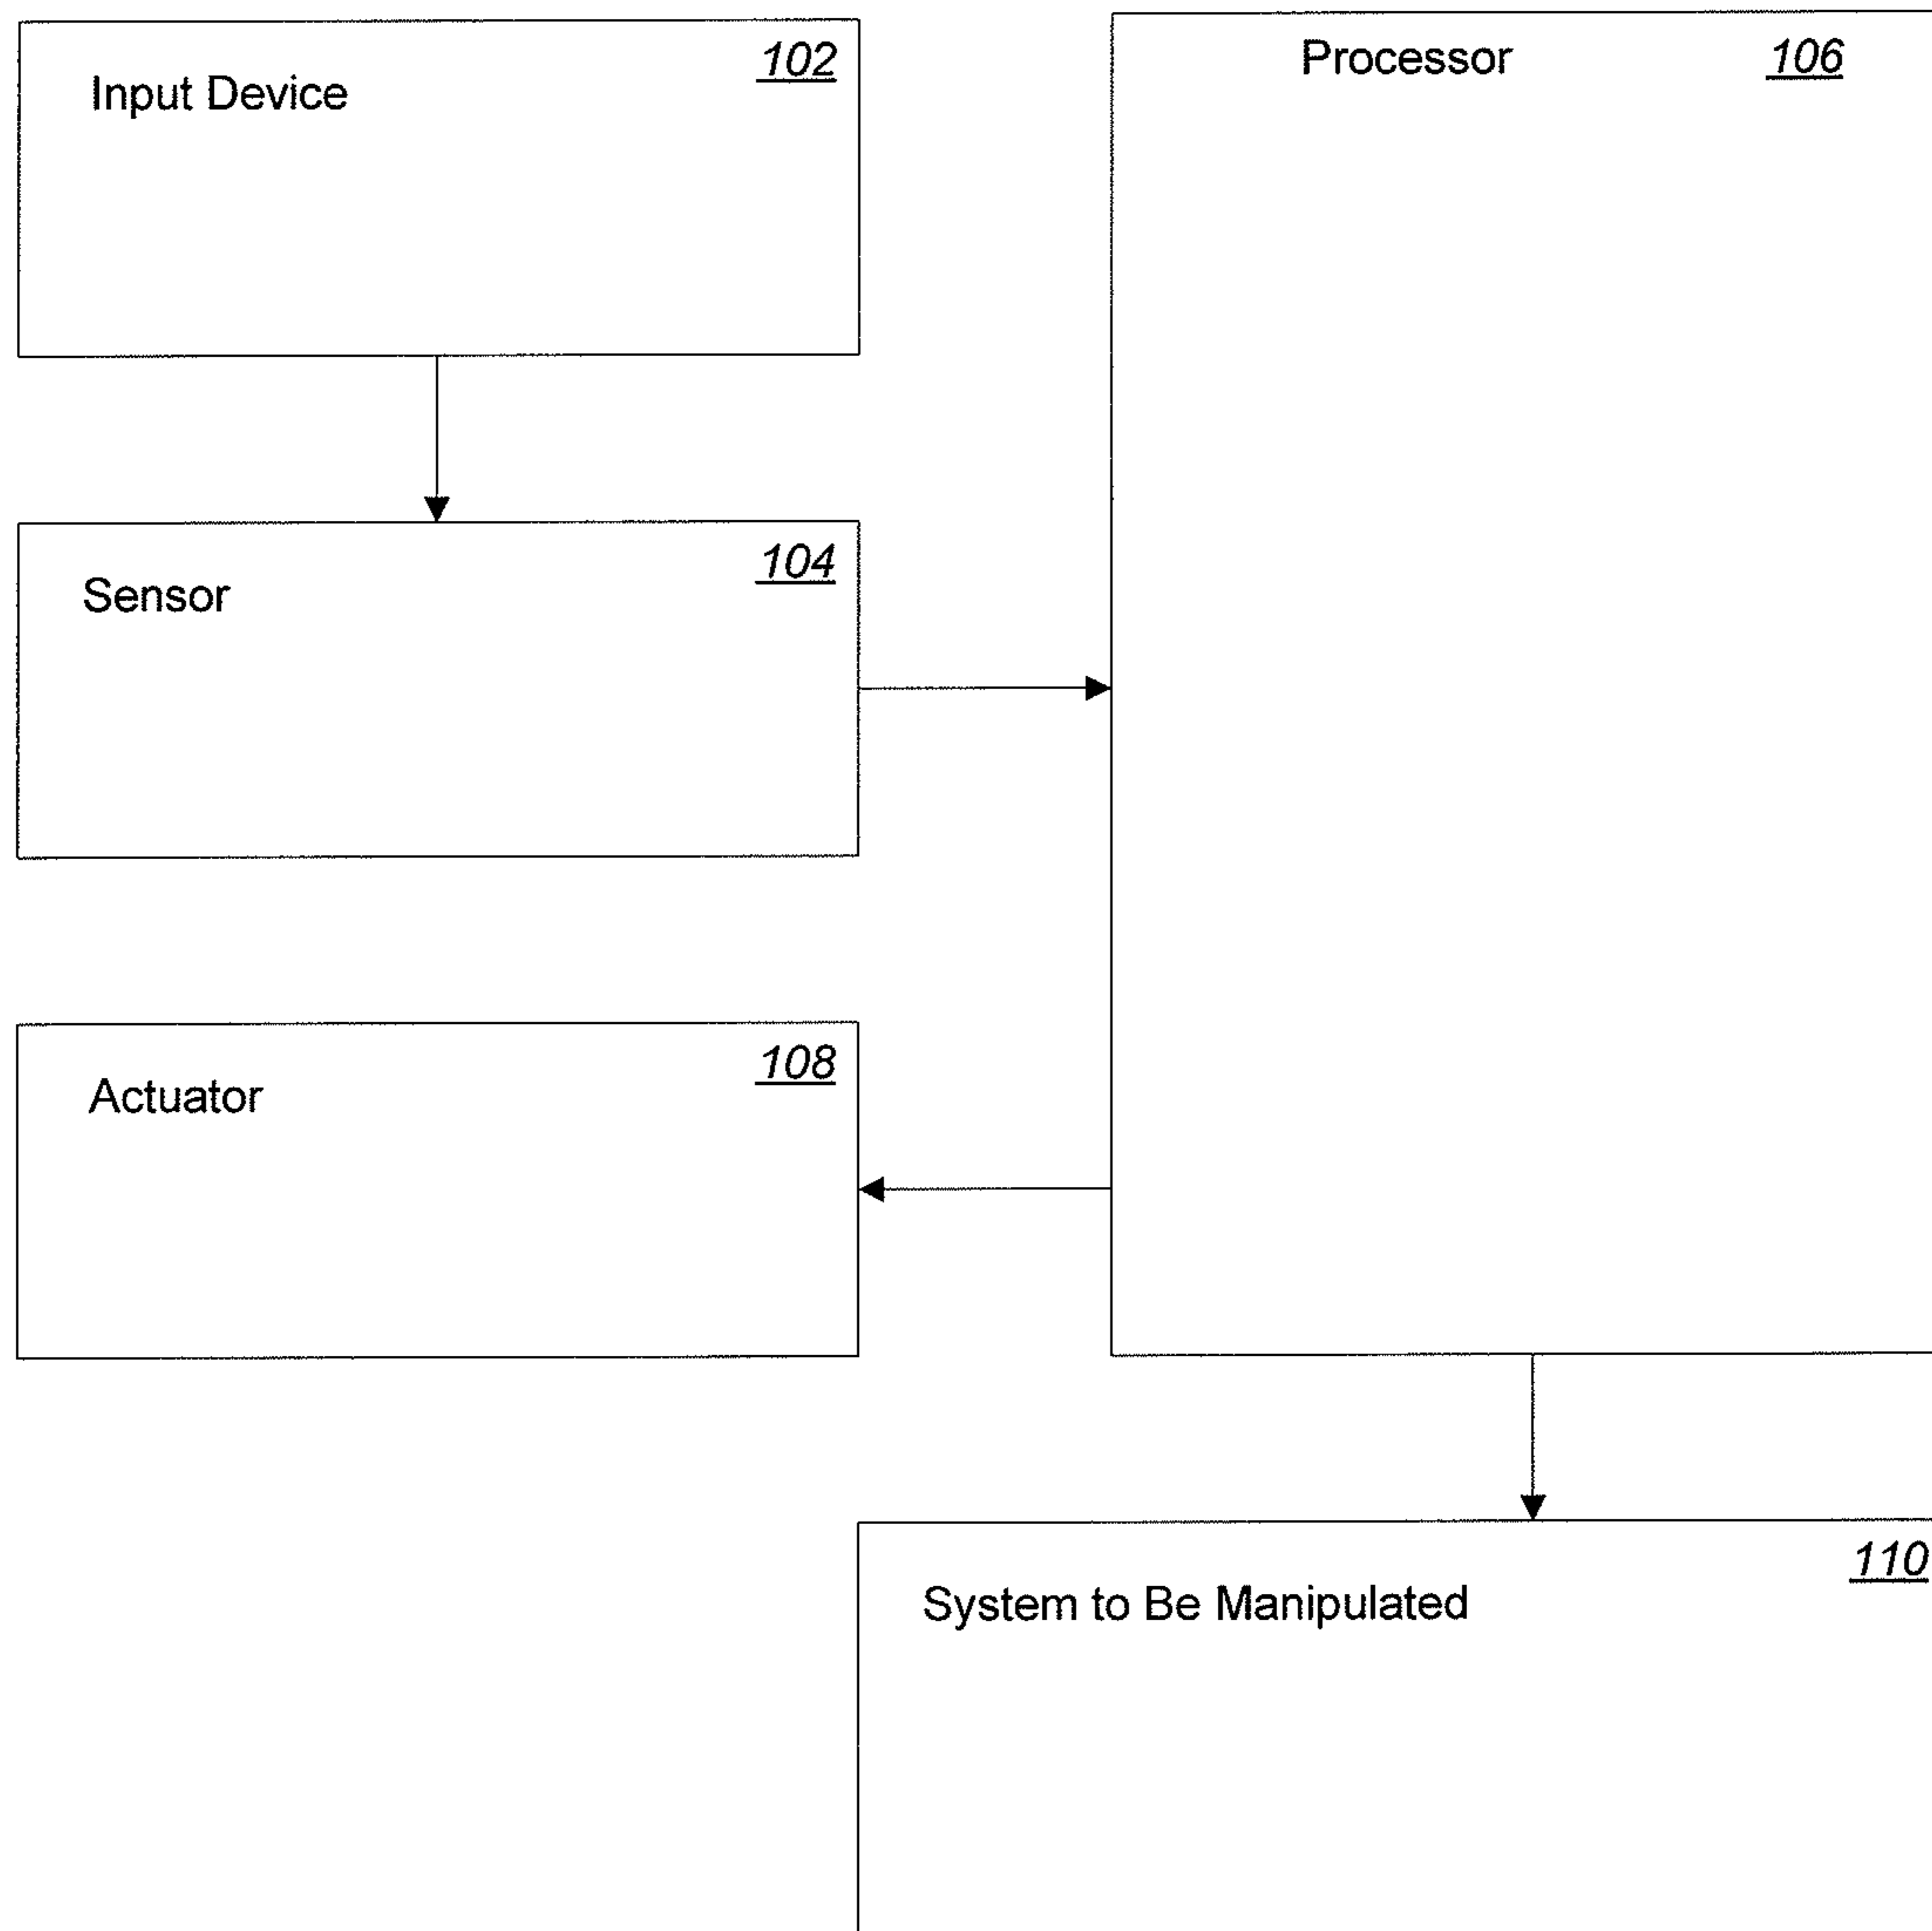 Input Device 102
Processor 106
Sensor 104
Actuator 108
System to Be Manipulated 110